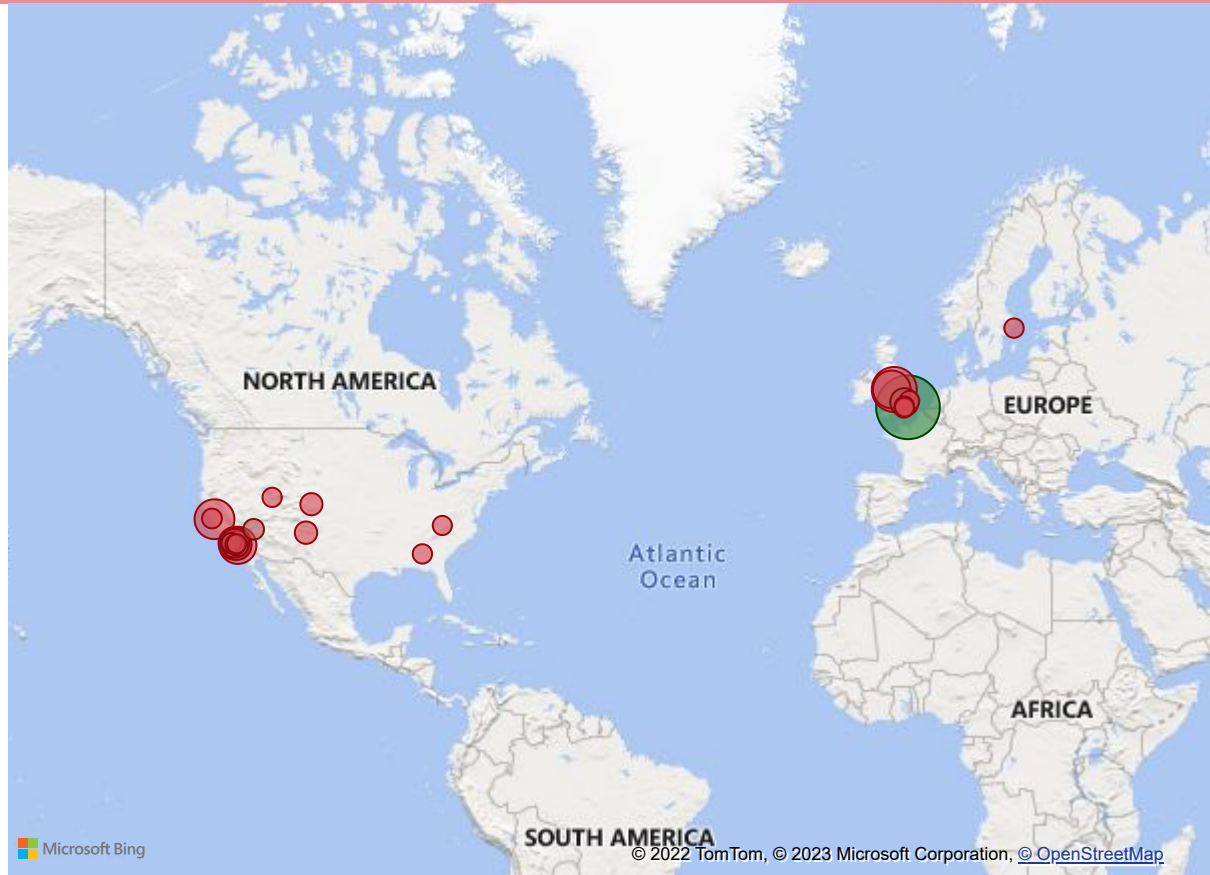 NORTH AMERICA
EUROPE
Atlantic
Ocean
AFRICA
SOUTH AMERICA
Microsoft Bing
© 2022 TomTom, © 2023 Microsoft Corporation, © OpenStreetMap